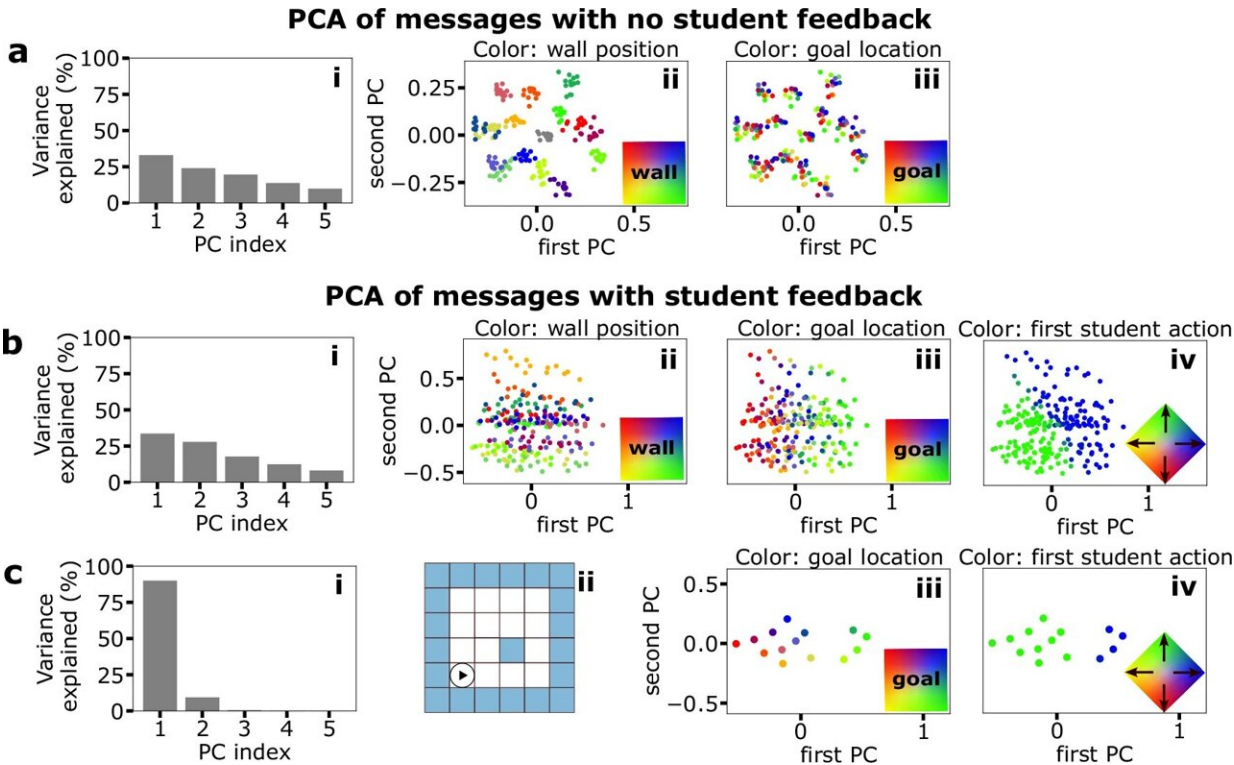 PCA of messages with no student feedback
a
Variance
explained (%)
100
75
50
25
0
1 2 3 4 5
PC index
i
Color: wall position
second PC
0.25
0.00
−0.25
0.0 0.5
first PC
ii
wall
Color: goal location
0.0 0.5
first PC
iii
goal
PCA of messages with student feedback
b
Variance
explained (%)
100
75
50
25
0
1 2 3 4 5
PC index
i
Color: wall position
second PC
0.5
0.0
−0.5
0 1
first PC
ii
wall
Color: goal location
0 1
first PC
iii
goal
Color: first student action
0 1
first PC
iv
c
Variance
explained (%)
100
75
50
25
0
1 2 3 4 5
PC index
i
ii
Color: goal location
second PC
0.5
0.0
−0.5
0 1
first PC
iii
goal
Color: first student action
0 1
first PC
iv